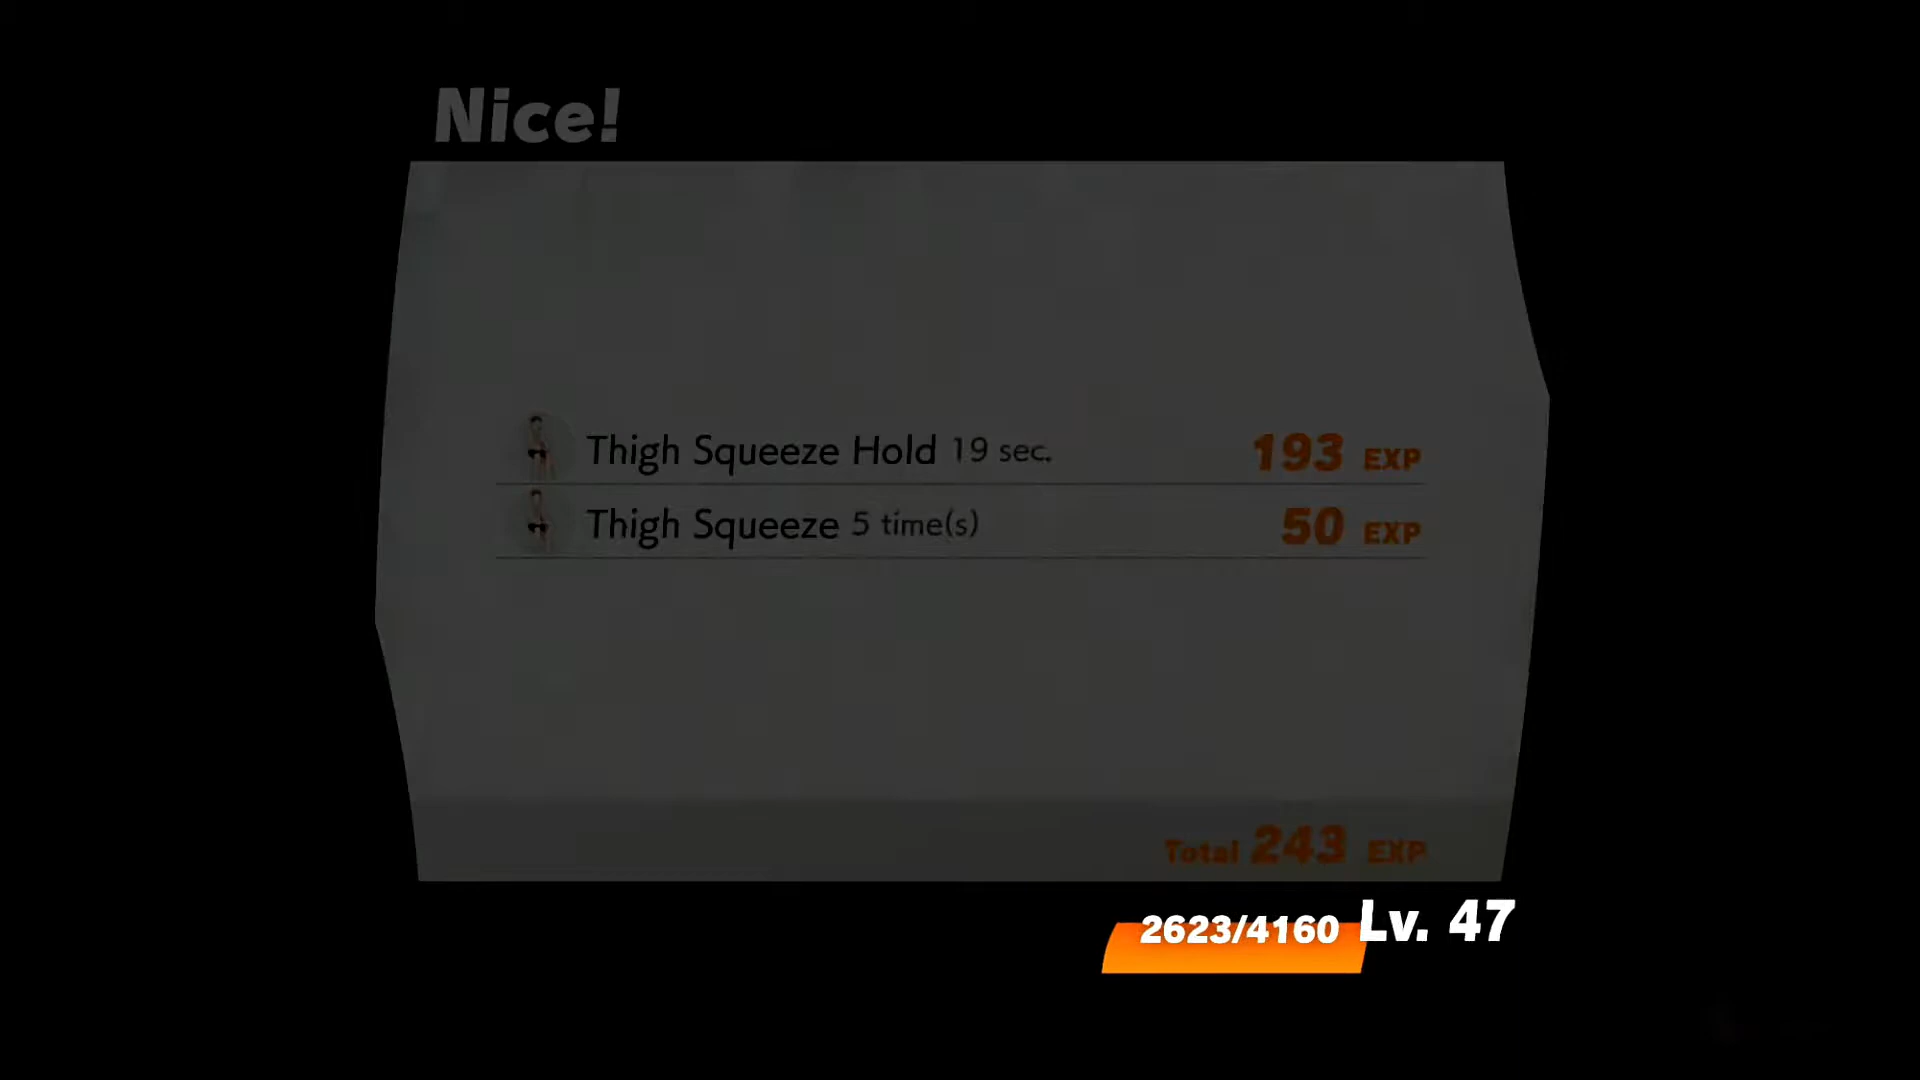 Nice!
Thigh Squeeze Hold 19 sec. 193 EXP
Thigh Squeeze 5 time(s) 50 EXP
Total 243 EXP
2623/4160 Lv. 47